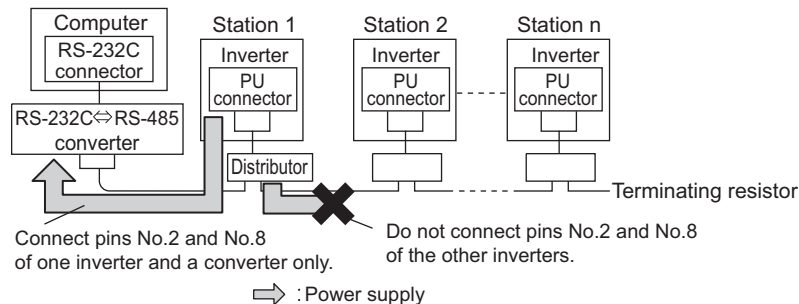 Computer
RS-232C
connector
RS-232C⇔RS-485
converter
Station 1
Inverter
PU
connector
Distributor
Station 2
Inverter
PU
connector
Station n
Inverter
PU
connector
Terminating resistor
Connect pins No.2 and No.8
of one inverter and a converter only.
Do not connect pins No.2 and No.8
of the other inverters.
: Power supply